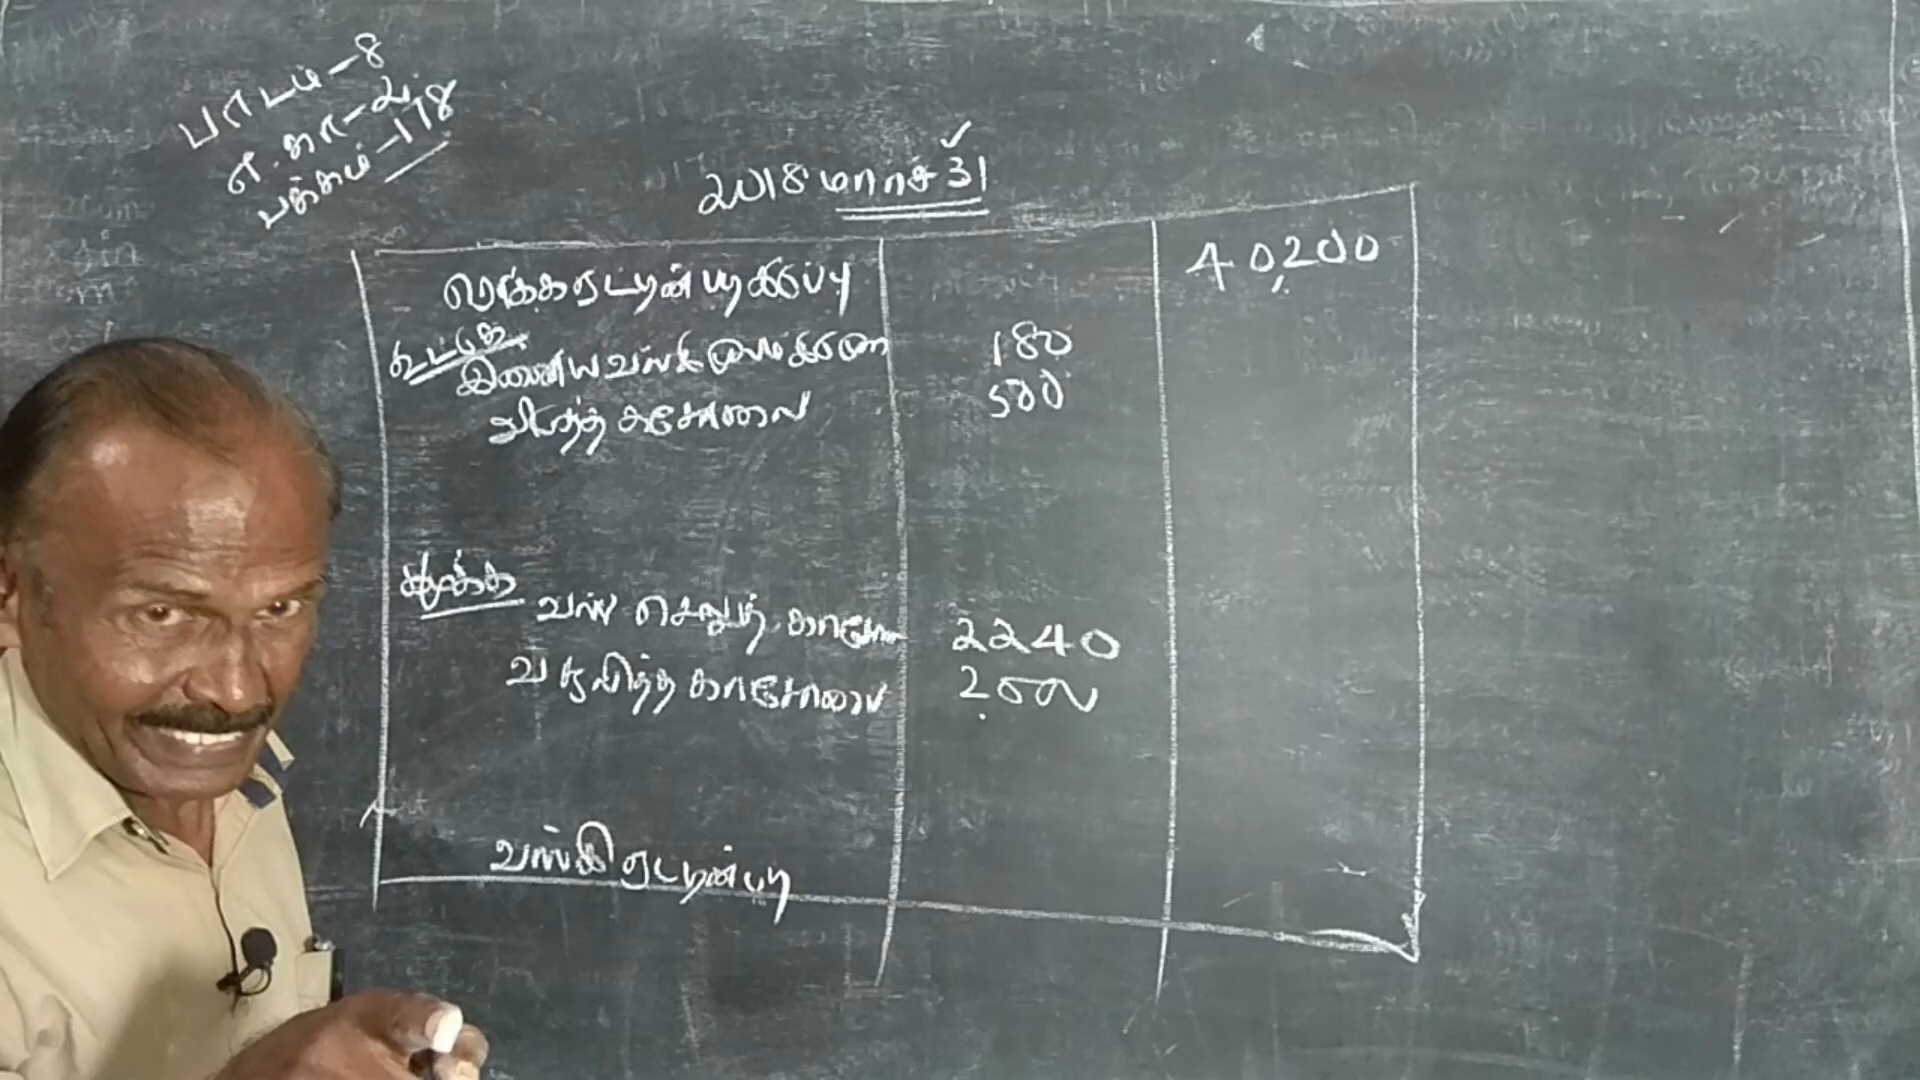 பாடம் - 8
எ.கா - 2
பக்கம் - 178
2018 மார்ச் 31
ரொக்க ஏட்டின் படி இருப்பு 40,200
கூட்டுக:
180
காசோலை 500
கழிக்க
வங்கி செலுத் காசோ 2240
வசூலித்த காசோலை 2500
வங்கி ஏட்டின்படி